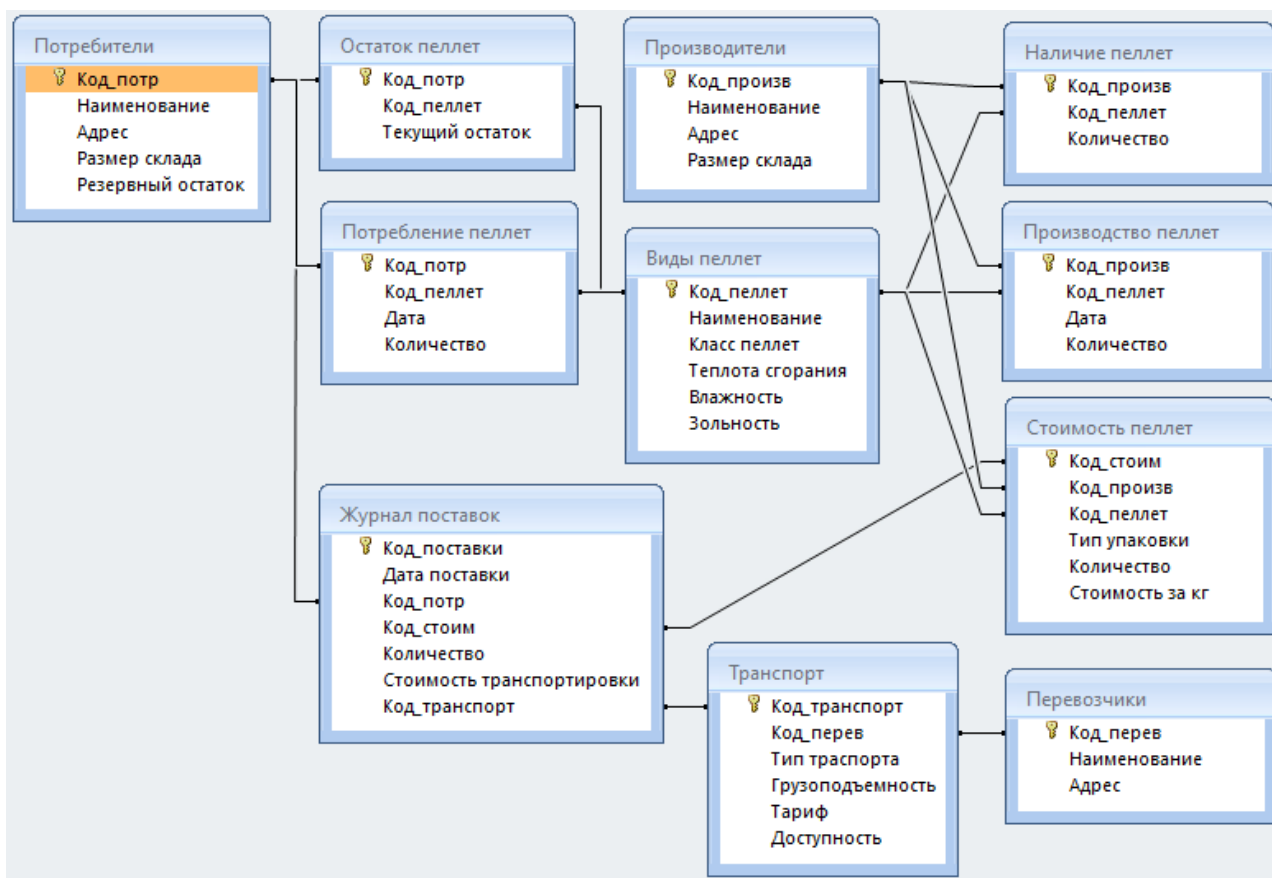 Потребители
Код_потр
Наименование
Адрес
Размер склада
Резервный остаток
Остаток пеллет
Код_потр
Код_пеллет
Текущий остаток
Производители
Код_произв
Наименование
Адрес
Размер склада
Наличие пеллет
Код_произв
Код_пеллет
Количество
Потребление пеллет
Код_потр
Код_пеллет
Дата
Количество
Виды пеллет
Код_пеллет
Наименование
Класс пеллет
Теплота сгорания
Влажность
Зольность
Производство пеллет
Код_произв
Код_пеллет
Дата
Количество
Стоимость пеллет
Код_стоим
Код_произв
Код_пеллет
Тип упаковки
Количество
Стоимость за кг
Журнал поставок
Код_поставки
Дата поставки
Код_потр
Код_стоим
Количество
Стоимость транспортировки
Код_транспорт
Транспорт
Код_транспорт
Код_перев
Тип траспорта
Грузоподъемность
Тариф
Доступность
Перевозчики
Код_перев
Наименование
Адрес